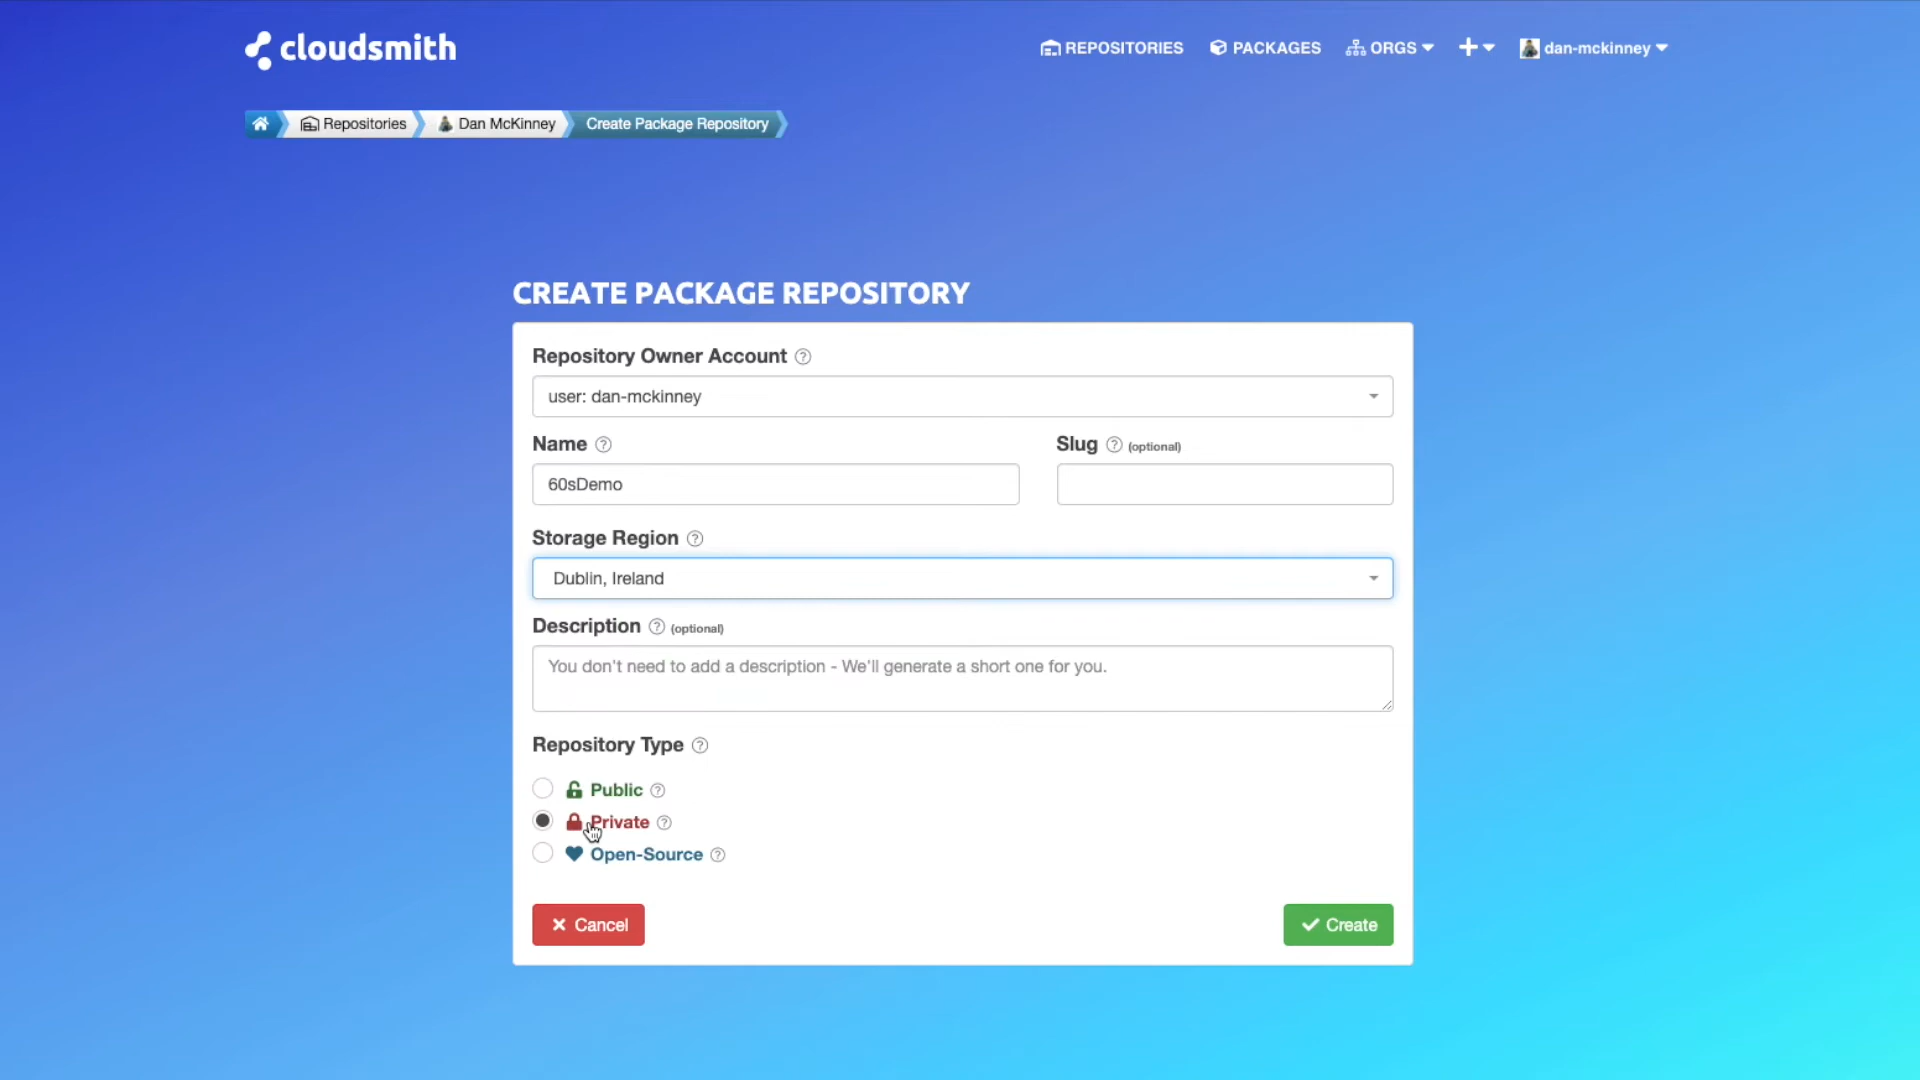 cloudsmith
REPOSITORIES PACKAGES ORGS dan-mckinney
Repositories Dan McKinney Create Package Repository
CREATE PACKAGE REPOSITORY
Repository Owner Account
user: dan-mckinney
Name Slug (optional)
60sDemo
Storage Region
Dublin, Ireland
Description (optional)
You don't need to add a description - We'll generate a short one for you.
Repository Type
Public
Private
Open-Source
Cancel Create